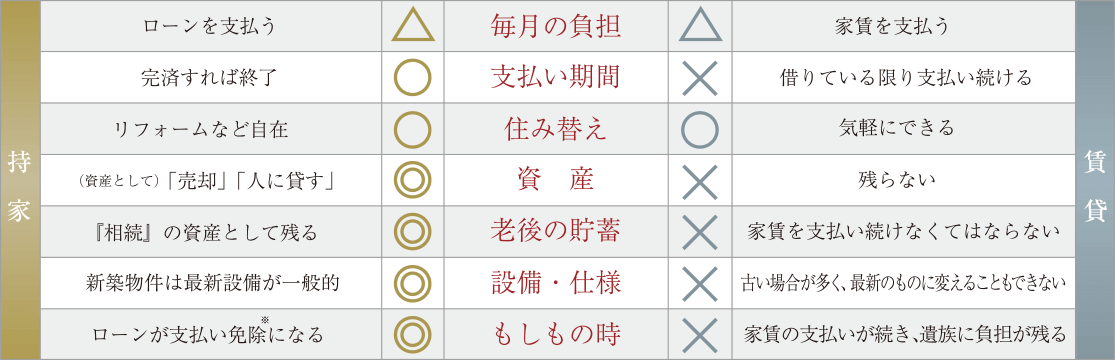 持家
賃貸
ローンを支払う △ 毎月の負担 △ 家賃を支払う
完済すれば終了 ○ 支払い期間 × 借りている限り支払い続ける
リフォームなど自在 ○ 住み替え ○ 気軽にできる
（資産として）「売却」「人に貸す」 ◎ 資　産 × 残らない
『相続』の資産として残る ◎ 老後の貯蓄 × 家賃を支払い続けなくてはならない
新築物件は最新設備が一般的 ◎ 設備・仕様 × 古い場合が多く、最新のものに変えることもできない
ローンが支払い免除※になる ◎ もしもの時 × 家賃の支払いが続き、遺族に負担が残る